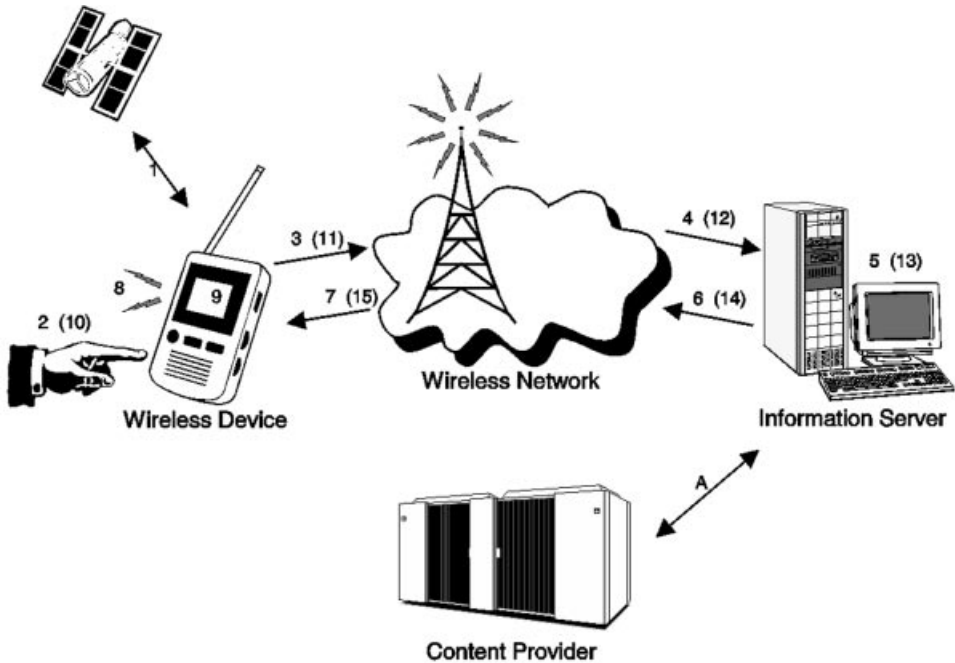 1
3 (11)
4 (12)
5 (13)
8
9
7 (15)
6 (14)
2 (10)
Wireless Network
Wireless Device
Information Server
A
Content Provider